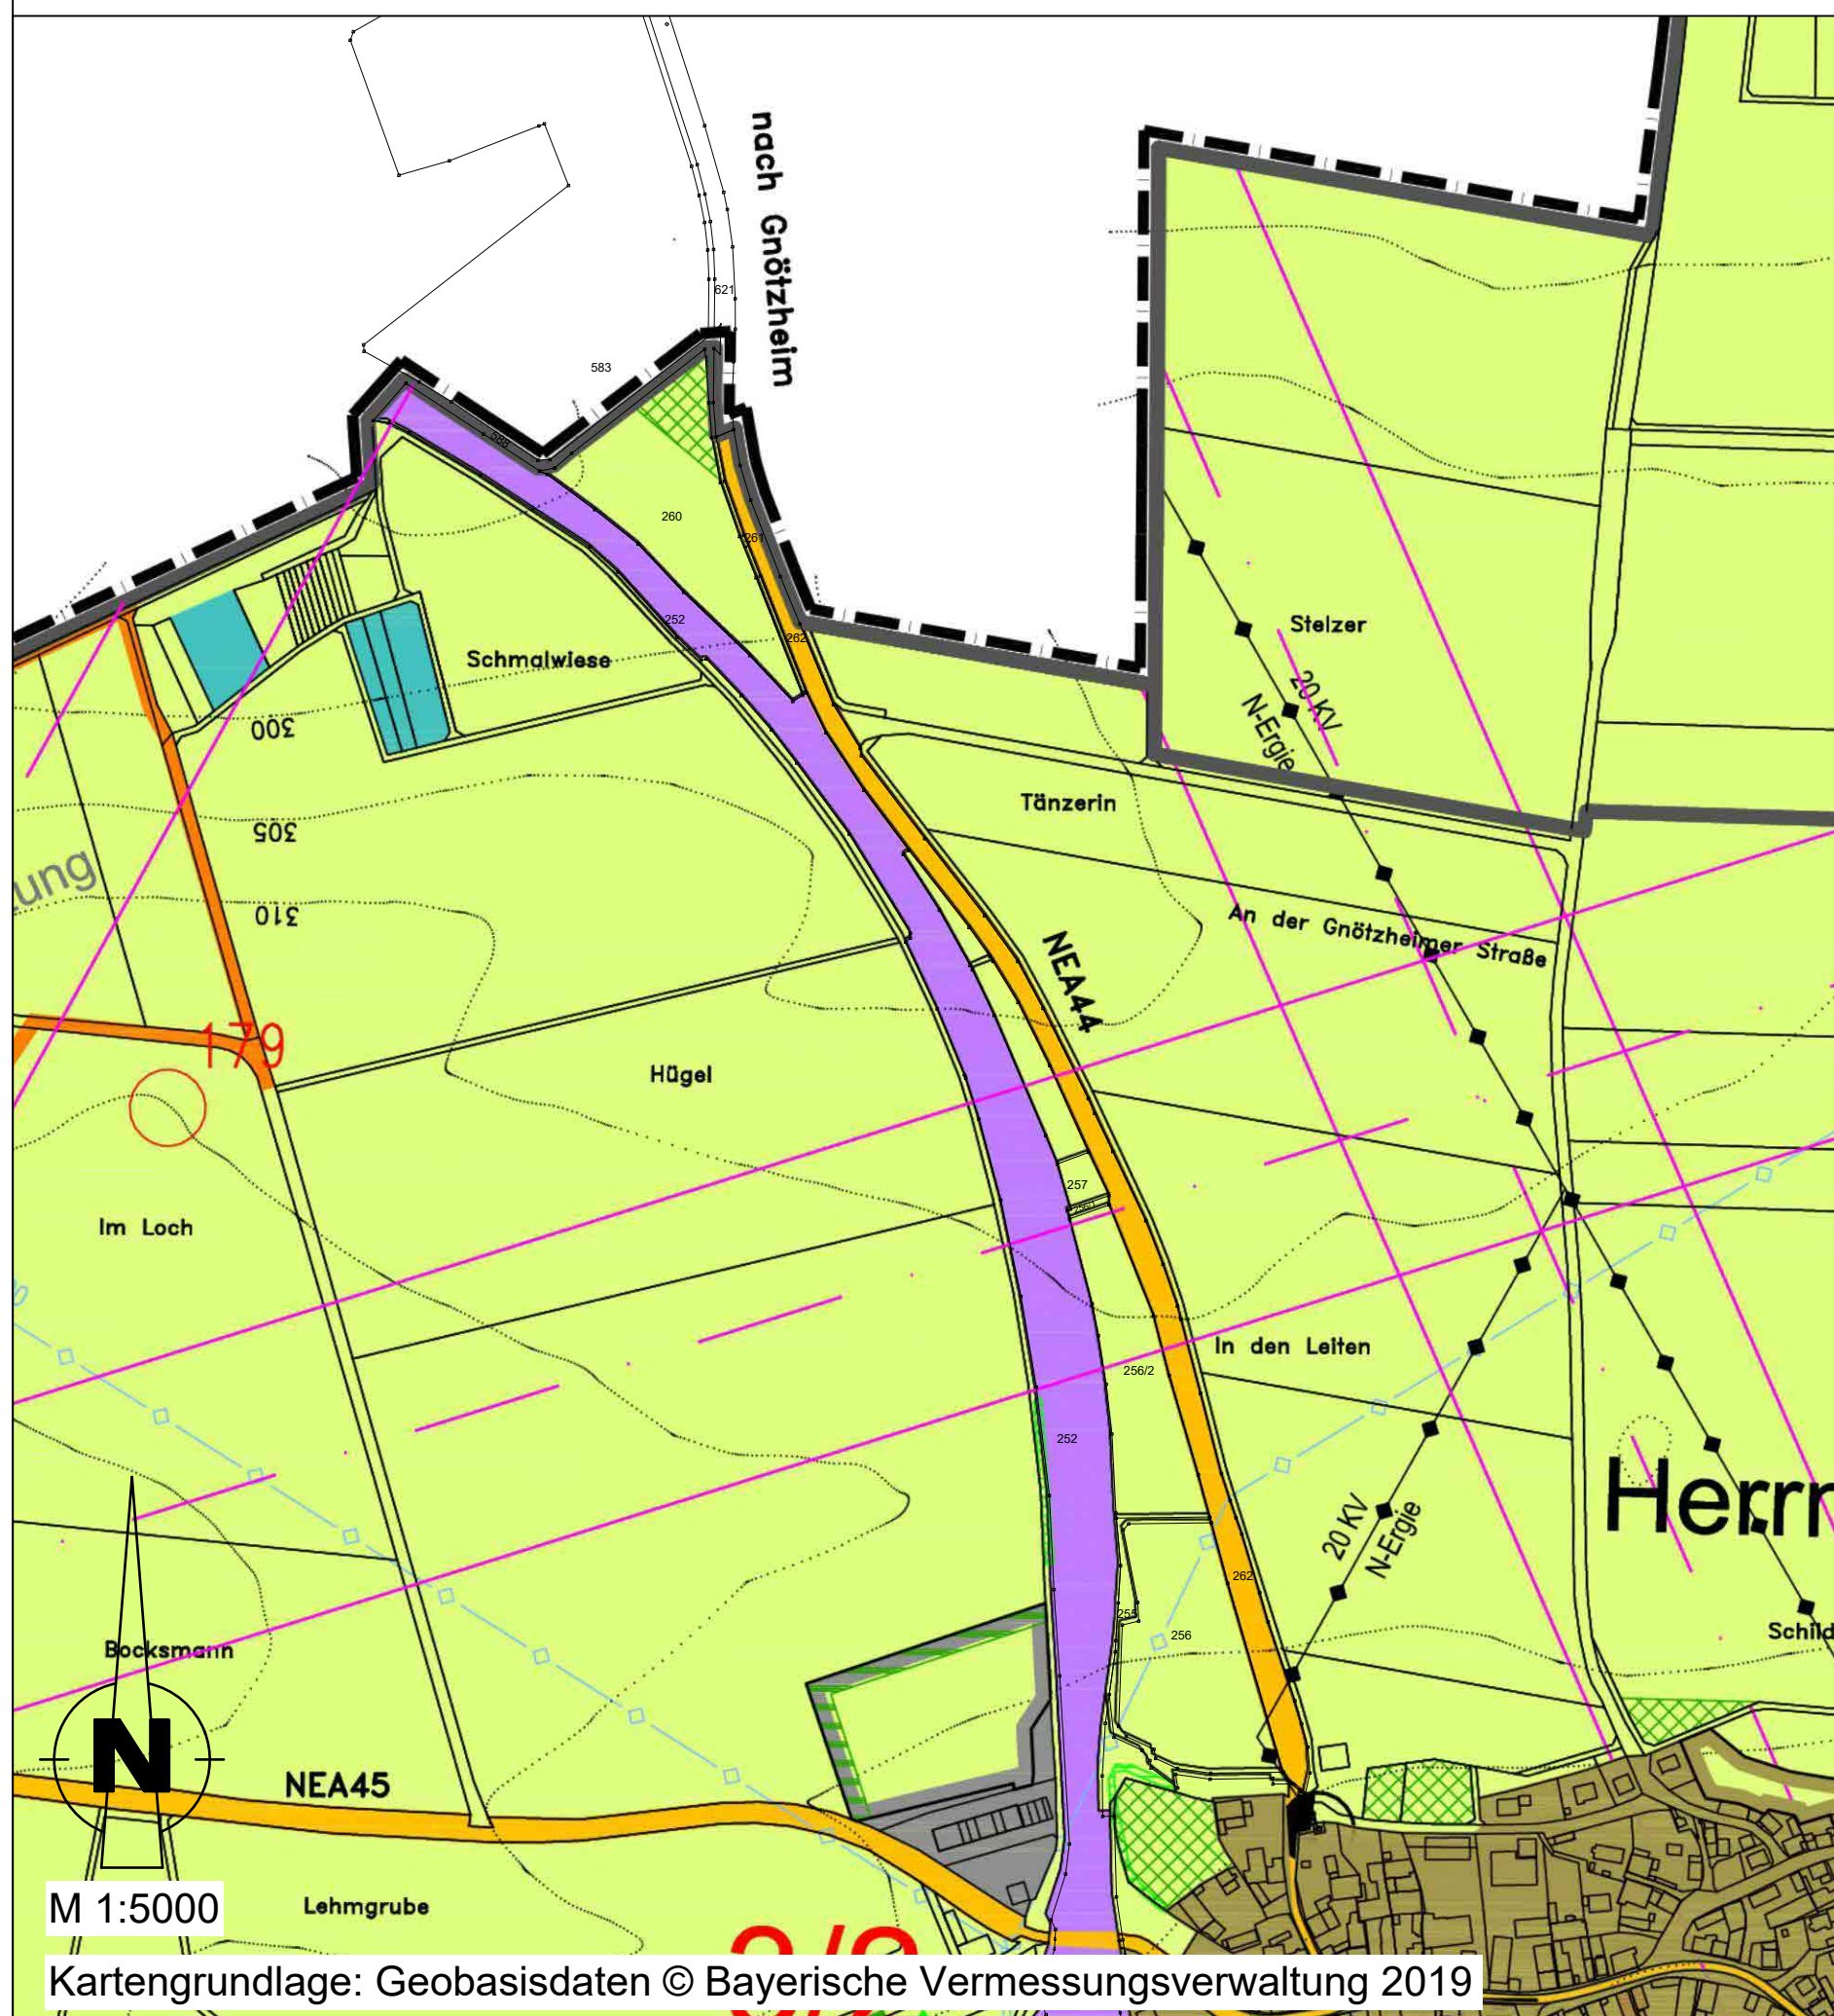 nach Gnötzheim
621
583
588
260
261
252
262
Schmalwiese
Stelzer
20 KV
N-Ergie
300
305
310
Tänzerin
An der Gnötzheimer Straße
NEA44
179
Hügel
257
Im Loch
In den Leiten
256/2
252
Herrn
20 KV
N-Ergie
262
255
256
Schild
Bocksmann
N
NEA45
M 1:5000
Lehmgrube
Kartengrundlage: Geobasisdaten © Bayerische Vermessungsverwaltung 2019